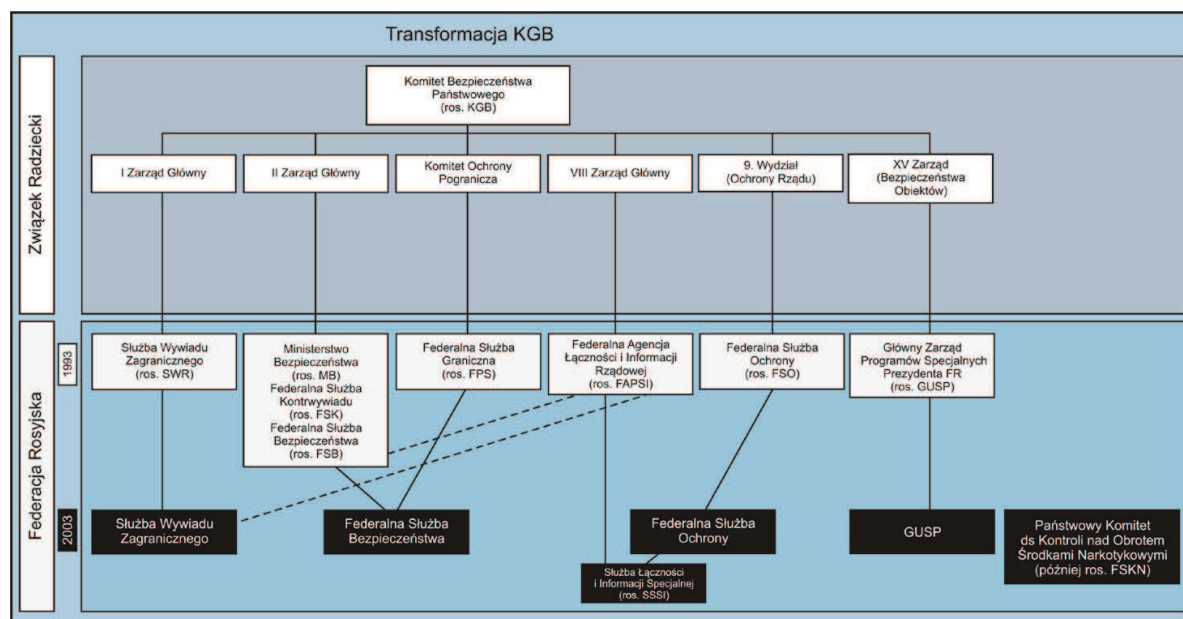 Transformacja KGB
Związek Radziecki
Komitet Bezpieczeństwa
Państwowego
(ros. KGB)
I Zarząd Główny
II Zarząd Główny
Komitet Ochrony
Pogranicza
VIII Zarząd Główny
9. Wydział
(Ochrony Rządu)
XV Zarząd
(Bezpieczeństwa
Obiektów)
Federacja Rosyjska
1993
Służba Wywiadu
Zagranicznego
(ros. SWR)
Ministerstwo
Bezpieczeństwa
(ros. MB)
Federalna Służba
Kontrwywiadu
(ros. FSK)
Federalna Służba
Bezpieczeństwa
(ros. FSB)
Federalna Służba
Graniczna
(ros. FPS)
Federalna Agencja
Łączności i Informacji
Rządowej
(ros. FAPSI)
Federalna Służba
Ochrony
(ros. FSO)
Główny Zarząd
Programów Specjalnych
Prezydenta FR
(ros. GUSP)
2003
Służba Wywiadu
Zagranicznego
Federalna Służba
Bezpieczeństwa
Federalna Służba
Ochrony
GUSP
Państwowy Komitet
ds Kontroli nad Obrotem
Środkami Narkotykowymi
(później ros. FSKN)
Służba Łączności
i Informacji Specjalnej
(ros. SSSI)